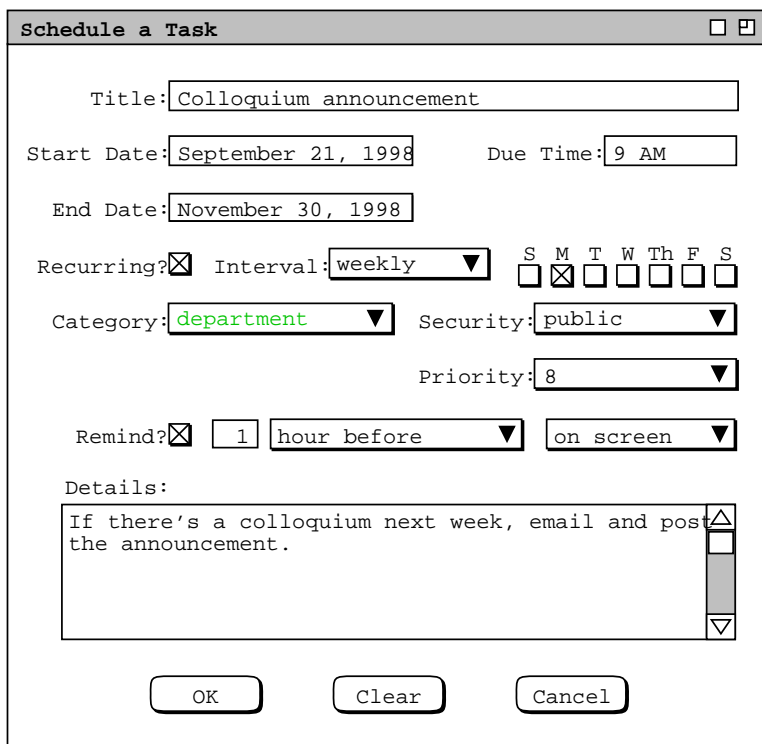 Schedule a Task
Title: Colloquium announcement
Start Date: September 21, 1998 Due Time: 9 AM
End Date: November 30, 1998
S M T W Th F S
Recurring? Interval: weekly
Category: department Security: public
Priority: 8
Remind? 1 hour before on screen
Details:
If there's a colloquium next week, email and post
the announcement.
OK Clear Cancel